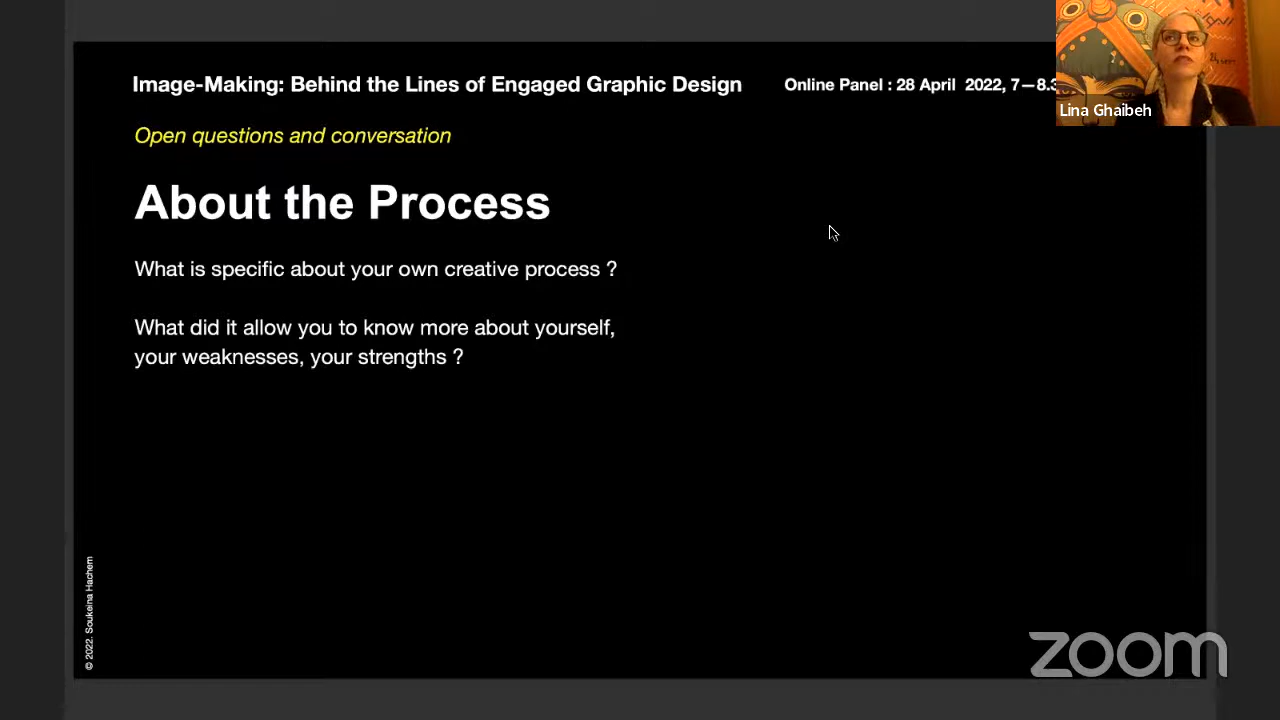 Image-Making: Behind the Lines of Engaged Graphic Design
Online Panel : 28 April 2022, 7—8.3
Lina Ghaibeh
Open questions and conversation
About the Process
What is specific about your own creative process ?
What did it allow you to know more about yourself,
your weaknesses, your strengths ?
© 2022. Soukeina Hachem
zoom